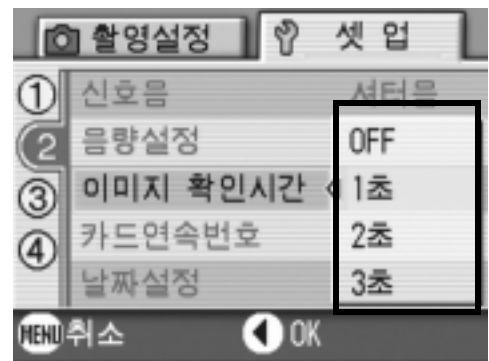 촬영설정 셋업
① 신호음 셔터음
② 음량설정 OFF
③ 이미지 확인시간 1초
④ 카드연속번호 2초
날짜설정 3초
MENU 취소 OK